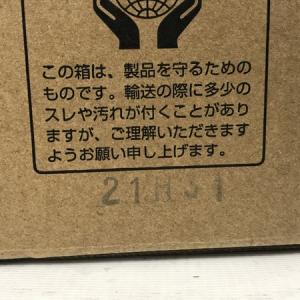 この箱は、製品を守るための
ものです。輸送の際に多少の
スレや汚れが付くことがあり
ますが、ご理解いただきます
ようお願い申し上げます。
21H31